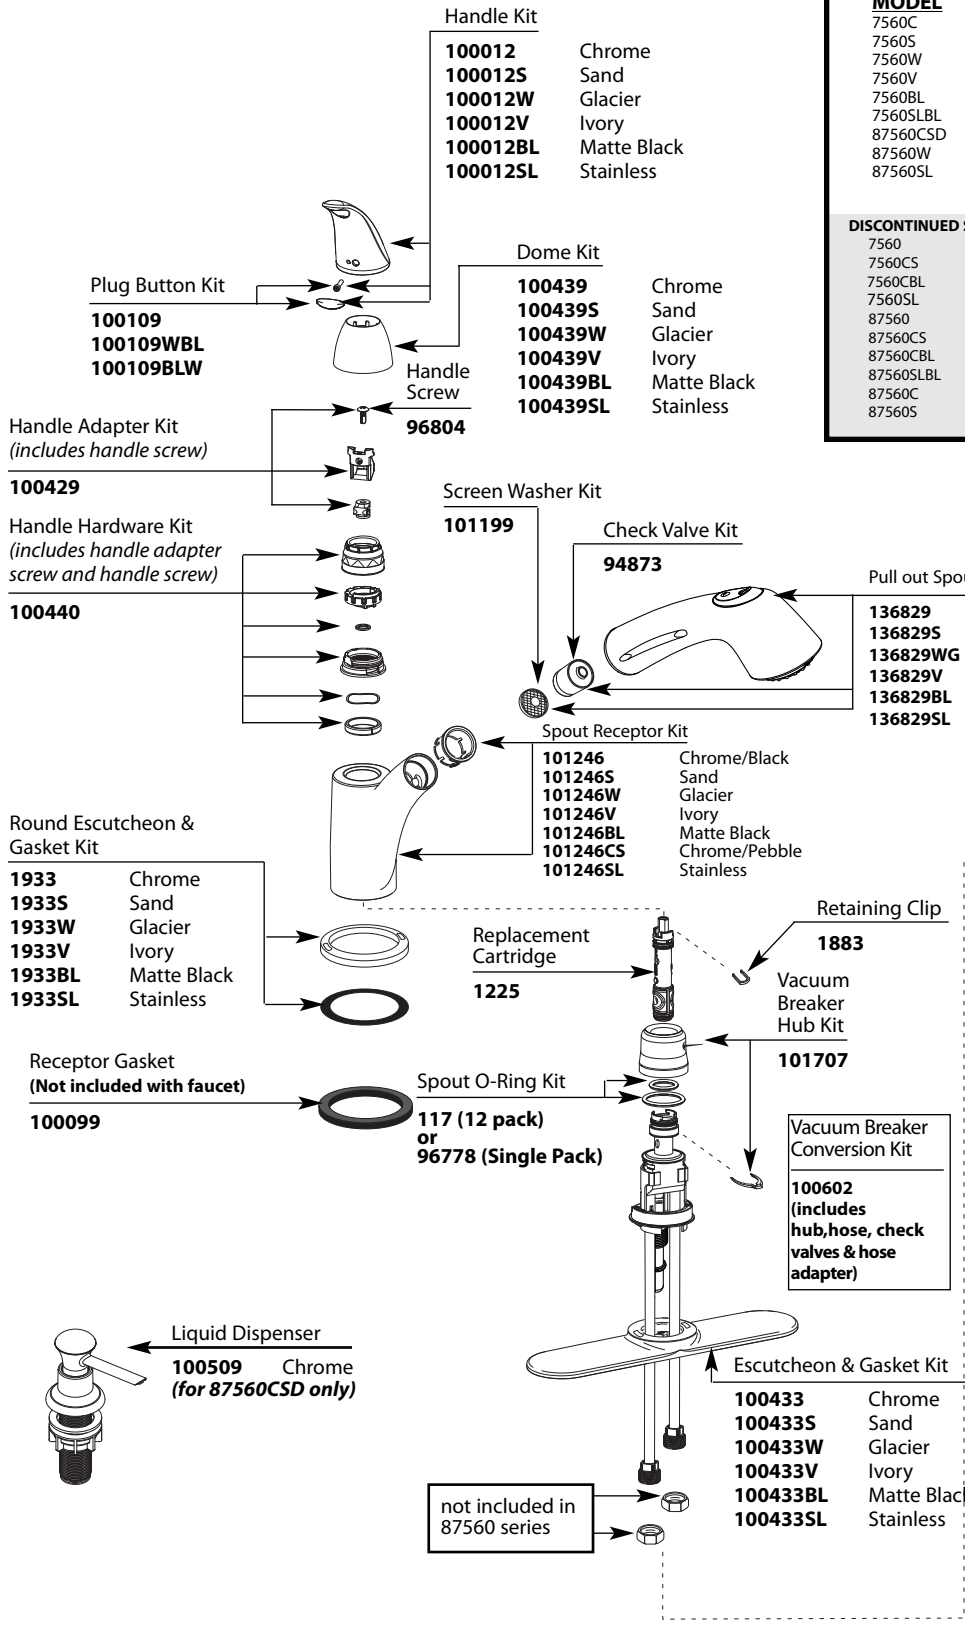 Handle Kit
100012 Chrome
100012S Sand
100012W Glacier
100012V Ivory
100012BL Matte Black
100012SL Stainless
MODEL
7560C
7560S
7560W
7560V
7560BL
7560SLBL
87560CSD
87560W
87560SL
DISCONTINUED
7560
7560CS
7560CBL
7560SL
87560
87560CS
87560CBL
87560SLBL
87560C
87560S
Plug Button Kit
100109
100109WBL
100109BLW
Dome Kit
100439 Chrome
100439S Sand
100439W Glacier
100439V Ivory
100439BL Matte Black
100439SL Stainless
Handle
Screw
96804
Handle Adapter Kit
(includes handle screw)
100429
Handle Hardware Kit
(includes handle adapter
screw and handle screw)
100440
Screen Washer Kit
101199
Check Valve Kit
94873
Pull out Spou
136829
136829S
136829WG
136829V
136829BL
136829SL
Spout Receptor Kit
101246 Chrome/Black
101246S Sand
101246W Glacier
101246V Ivory
101246BL Matte Black
101246CS Chrome/Pebble
101246SL Stainless
Round Escutcheon &
Gasket Kit
1933 Chrome
1933S Sand
1933W Glacier
1933V Ivory
1933BL Matte Black
1933SL Stainless
Replacement
Cartridge
1225
Retaining Clip
1883
Vacuum
Breaker
Hub Kit
101707
Receptor Gasket
(Not included with faucet)
100099
Spout O-Ring Kit
117 (12 pack)
or
96778 (Single Pack)
Vacuum Breaker
Conversion Kit
100602
(includes
hub,hose, check
valves & hose
adapter)
Liquid Dispenser
100509 Chrome
(for 87560CSD only)
Escutcheon & Gasket Kit
100433 Chrome
100433S Sand
100433W Glacier
100433V Ivory
100433BL Matte Black
100433SL Stainless
not included in
87560 series